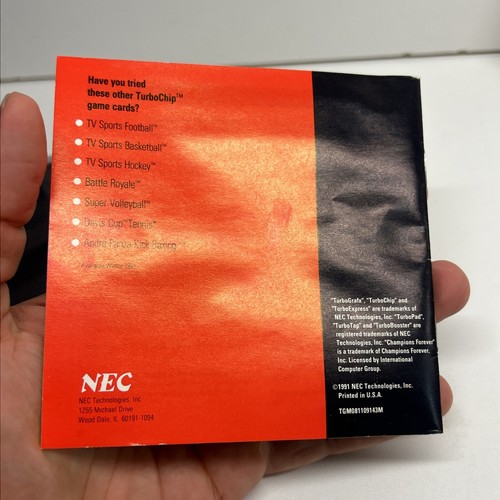 Have you tried
these other TurboChip™
game cards?
TV Sports Football™
TV Sports Basketball™
TV Sports Hockey™
Battle Royale™
Super Volleyball™
Davis Cup Tennis™
Andre Panza Kick Boxing
NEC
NEC Technologies, Inc
1255 Michael Drive
Wood Dale, IL 60191-1094
"TurboGrafx", "TurboChip" and
"TurboExpress" are trademarks of
NEC Technologies, Inc. "TurboPad",
"TurboTap" and "TurboBooster" are
registered trademarks of NEC
Technologies, Inc. "Champions Forever"
is a trademark of Champions Forever,
Inc. Licensed by International
Computer Group.
©1991 NEC Technologies, Inc.
Printed in U.S.A.
TGM081109143M